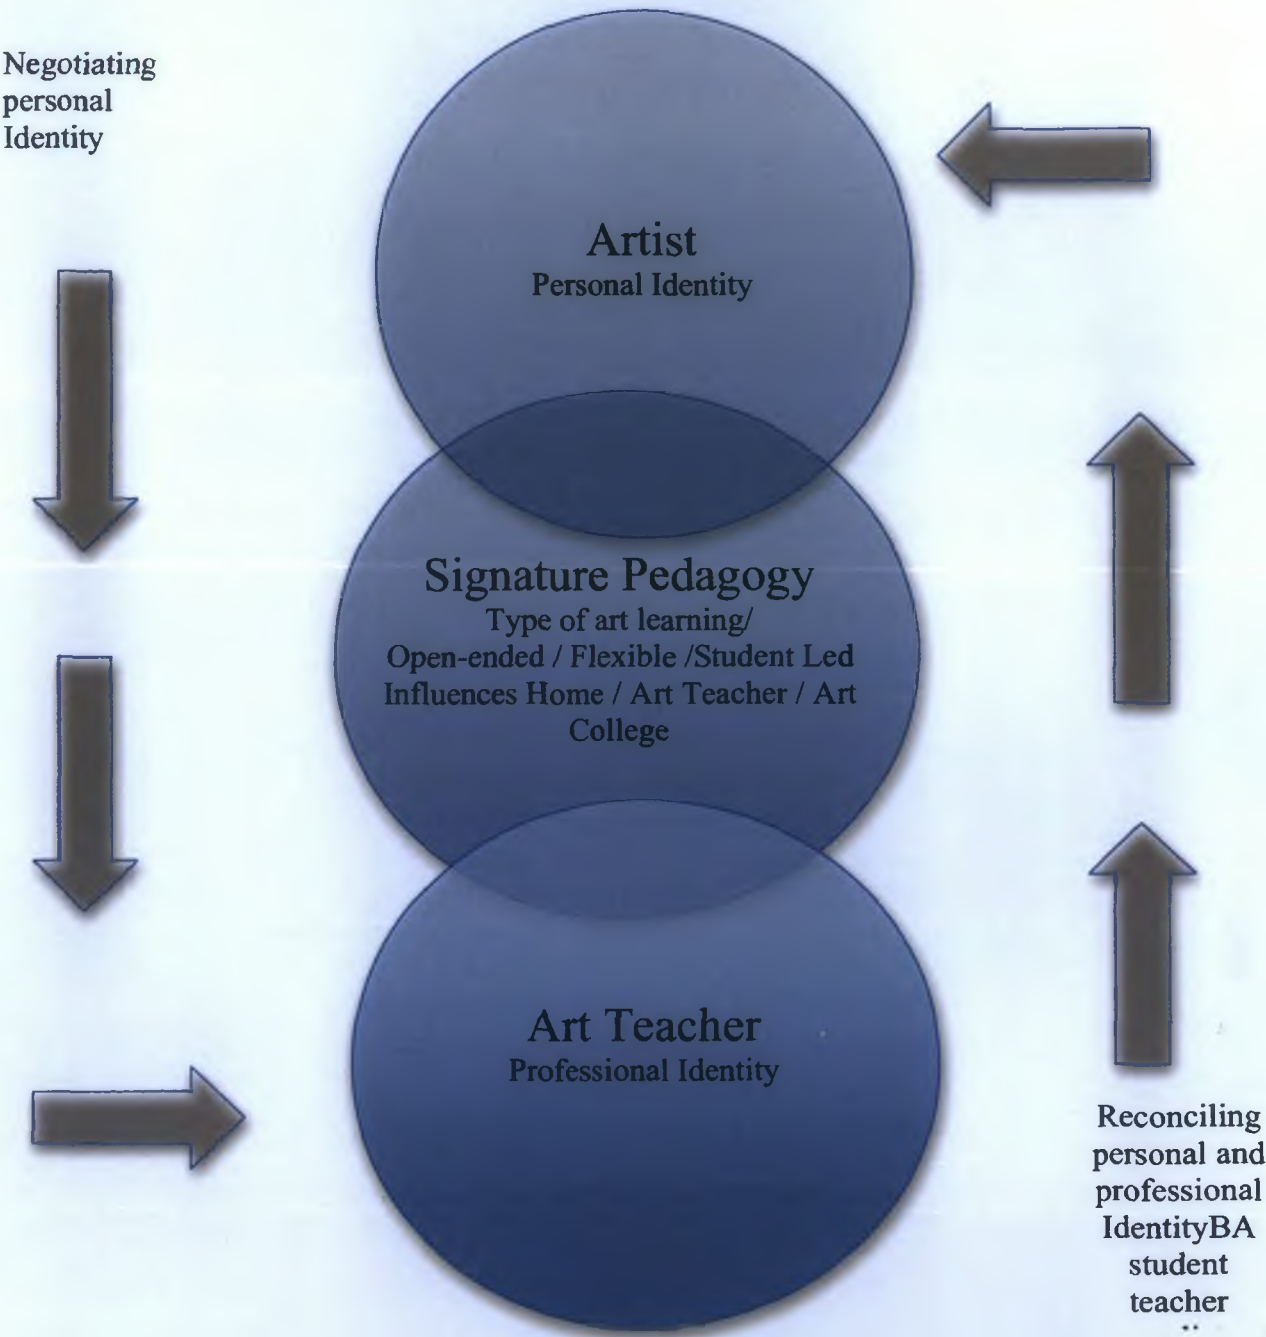 Negotiating
personal
Identity
Artist
Personal Identity
Signature Pedagogy
Type of art learning/
Open-ended / Flexible /Student Led
Influences Home / Art Teacher / Art
College
Art Teacher
Professional Identity
Reconciling
personal and
professional
IdentityBA
student
teacher